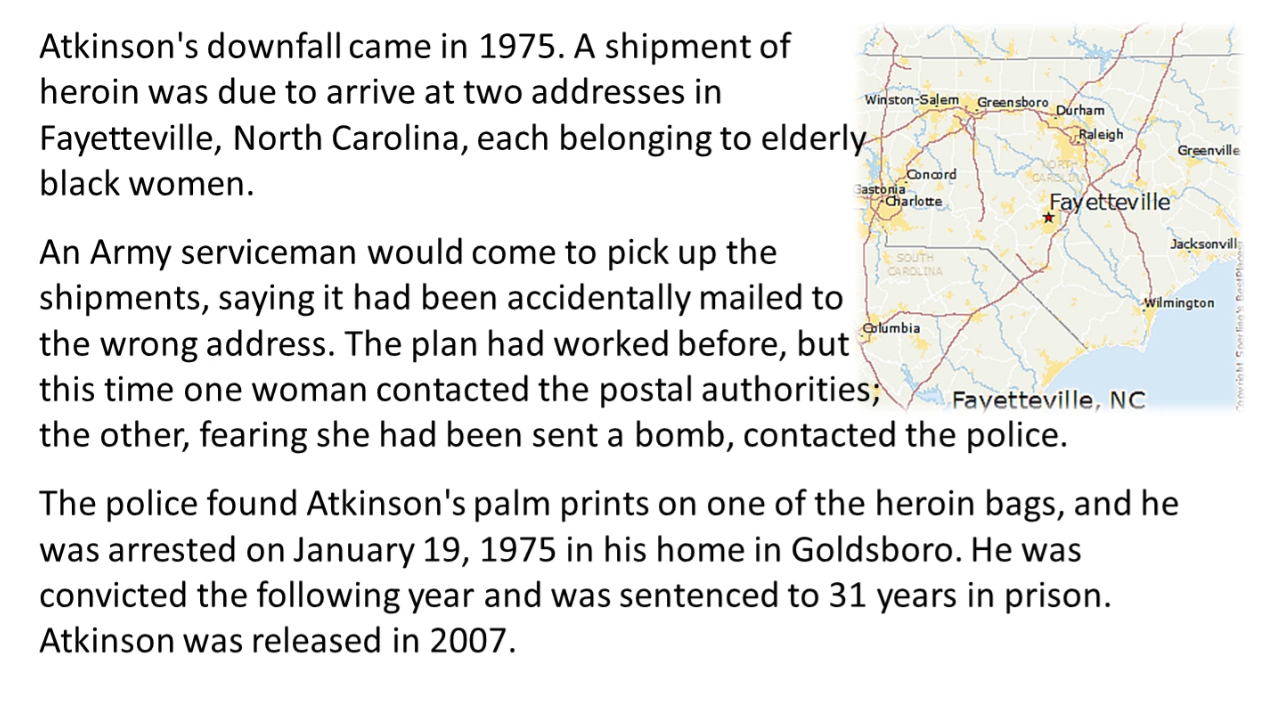 Atkinson's downfall came in 1975. A shipment of
heroin was due to arrive at two addresses in
Fayetteville, North Carolina, each belonging to elderly
black women.
An Army serviceman would come to pick up the
shipments, saying it had been accidentally mailed to
the wrong address. The plan had worked before, but
this time one woman contacted the postal authorities;
the other, fearing she had been sent a bomb, contacted the police.
The police found Atkinson's palm prints on one of the heroin bags, and he
was arrested on January 19, 1975 in his home in Goldsboro. He was
convicted the following year and was sentenced to 31 years in prison.
Atkinson was released in 2007.
Winston-Salem
Greensboro
Durham
Raleigh
Greenville
NORTH
CAROLINA
Concord
Gastonia
Charlotte
Fayetteville
Jacksonvill
SOUTH
CAROLINA
Wilmington
Columbia
Fayetteville, NC